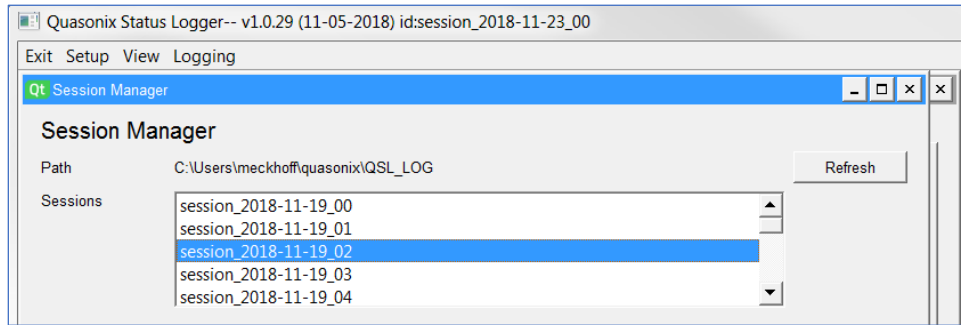 Quasonix Status Logger-- v1.0.29 (11-05-2018) id:session_2018-11-23_00
Exit Setup View Logging
Qt Session Manager
Session Manager
Path C:\Users\meckhoff\quasonix\QSL_LOG Refresh
Sessions session_2018-11-19_00
session_2018-11-19_01
session_2018-11-19_02
session_2018-11-19_03
session_2018-11-19_04